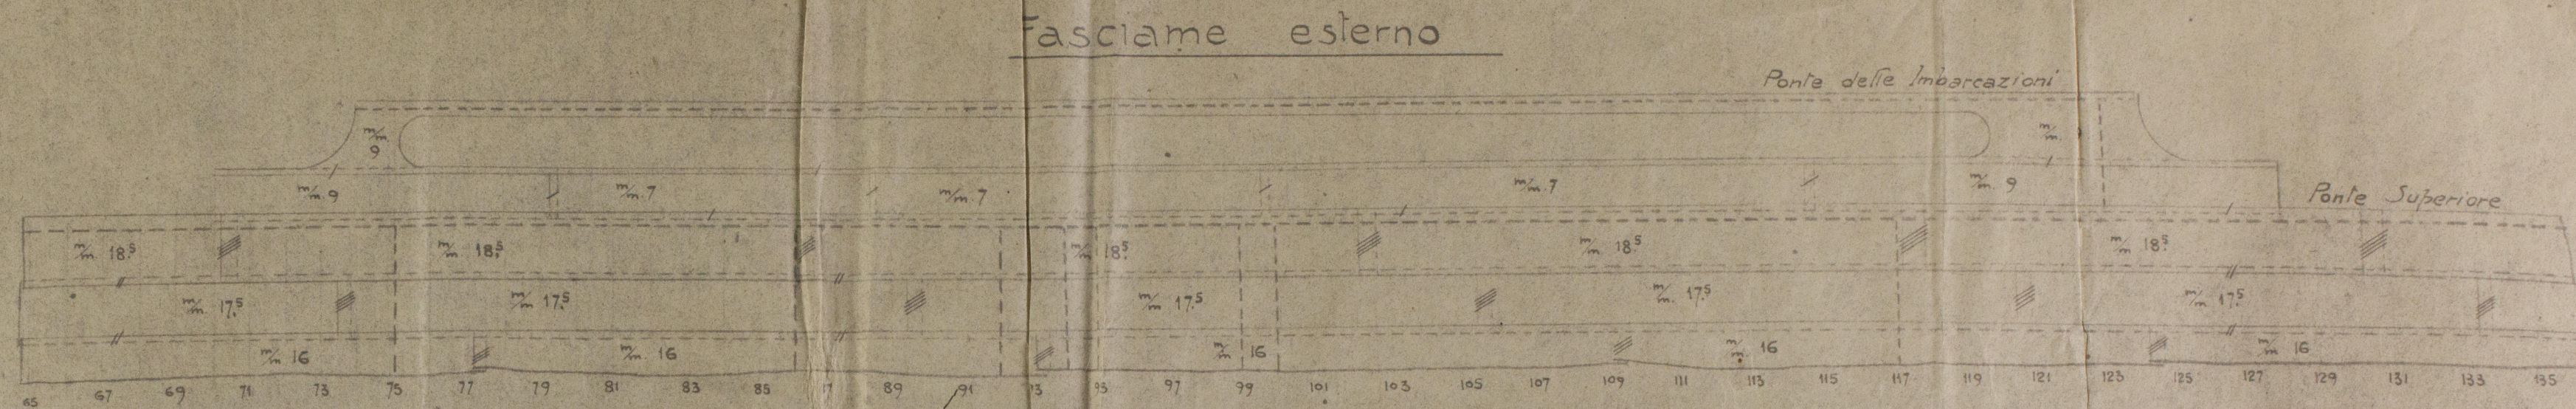 Fasciame esterno
Ponte delle Imbarcazioni
m/m 9
m/m
m/m 9 m/m 7 m/m 7 m/m 7 m/m 9
Ponte Superiore
m/m 18.5 m/m 18.5 m/m 18.5 m/m 18.5 m/m 18.5
m/m 17.5 m/m 17.5 m/m 17.5 m/m 17.5 m/m 17.5
m/m 16 m/m 16 m/m 16 m/m 16 m/m 16
65 67 69 71 73 75 77 79 81 83 85 89 91 93 95 97 99 101 103 105 107 109 111 113 115 117 119 121 123 125 127 129 131 133 135